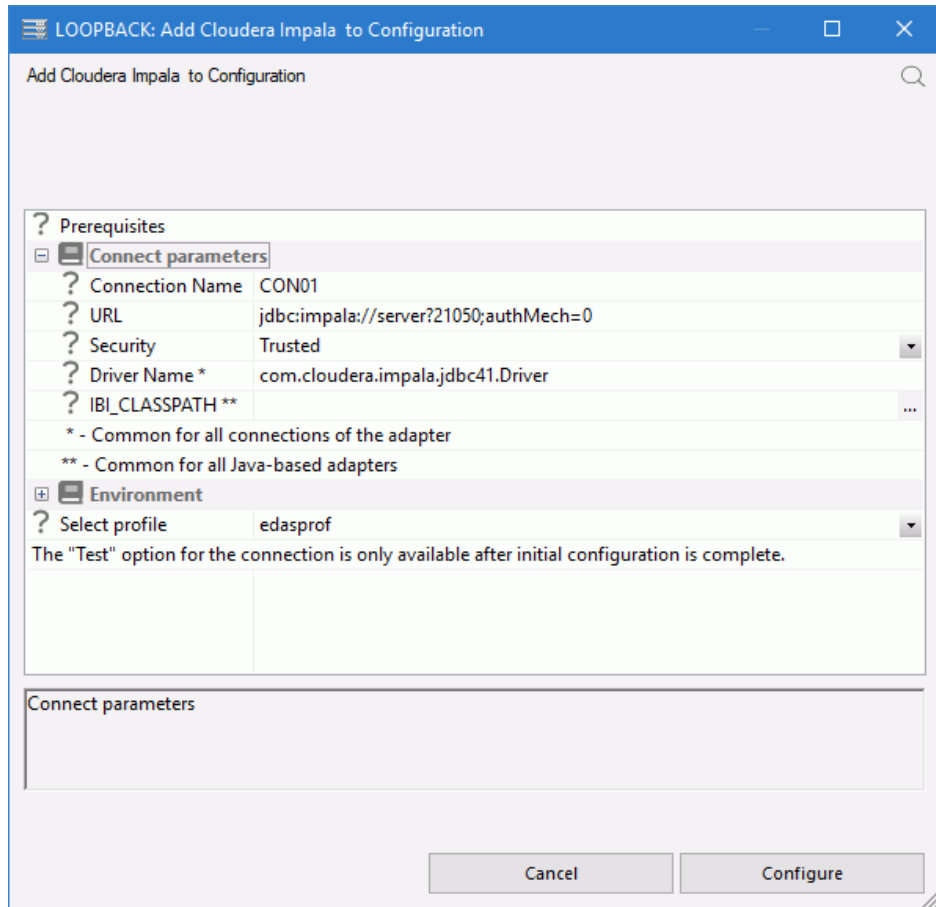 LOOPBACK: Add Cloudera Impala  to Configuration
Add Cloudera Impala  to Configuration
? Prerequisites
Connect parameters
? Connection Name CON01
? URL jdbc:impala://server?21050;authMech=0
? Security Trusted
? Driver Name * com.cloudera.impala.jdbc41.Driver
? IBI_CLASSPATH ** ...
* - Common for all connections of the adapter
** - Common for all Java-based adapters
Environment
? Select profile edasprof
The "Test" option for the connection is only available after initial configuration is complete.
Connect parameters
Cancel Configure